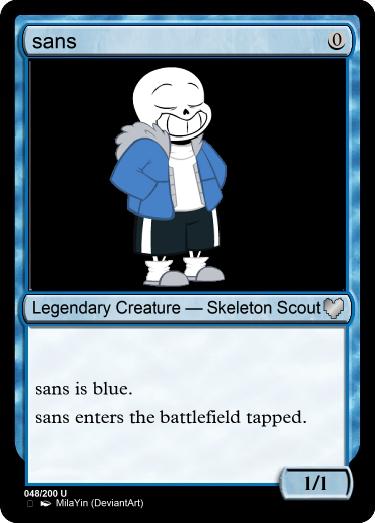 sans 0
Legendary Creature — Skeleton Scout
sans is blue.
sans enters the battlefield tapped.
1/1
048/200 U
MilaYin (DeviantArt)